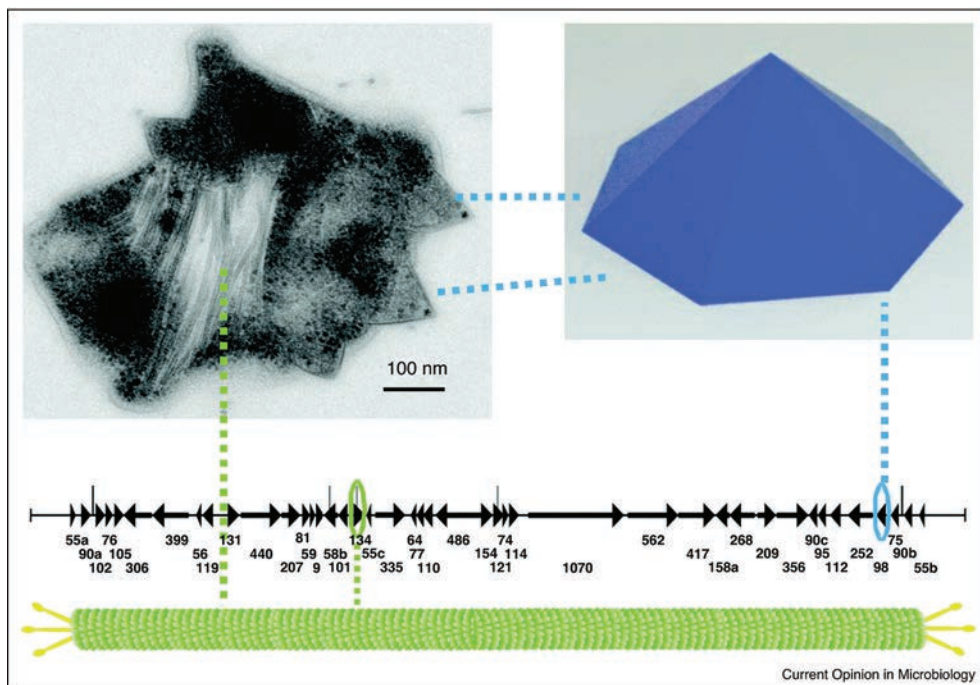 100 nm
55a 76 399 131 81 134 64 486 74 562 268 90c 75
90a 105 56 440 59 58b 55c 77 154 114 417 209 95 252 90b
102 306 119 207 9 101 335 110 121 1070 158a 356 112 98 55b
Current Opinion in Microbiology